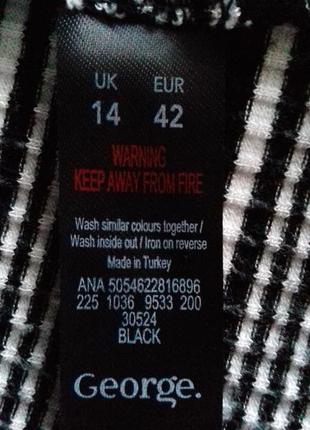 UK EUR
14 42
WARNING
KEEP AWAY FROM FIRE
Wash similar colours together /
Wash inside out / Iron on reverse
Made in Turkey
ANA 5054622816896
225 1036 9533 200
30524
BLACK
George.